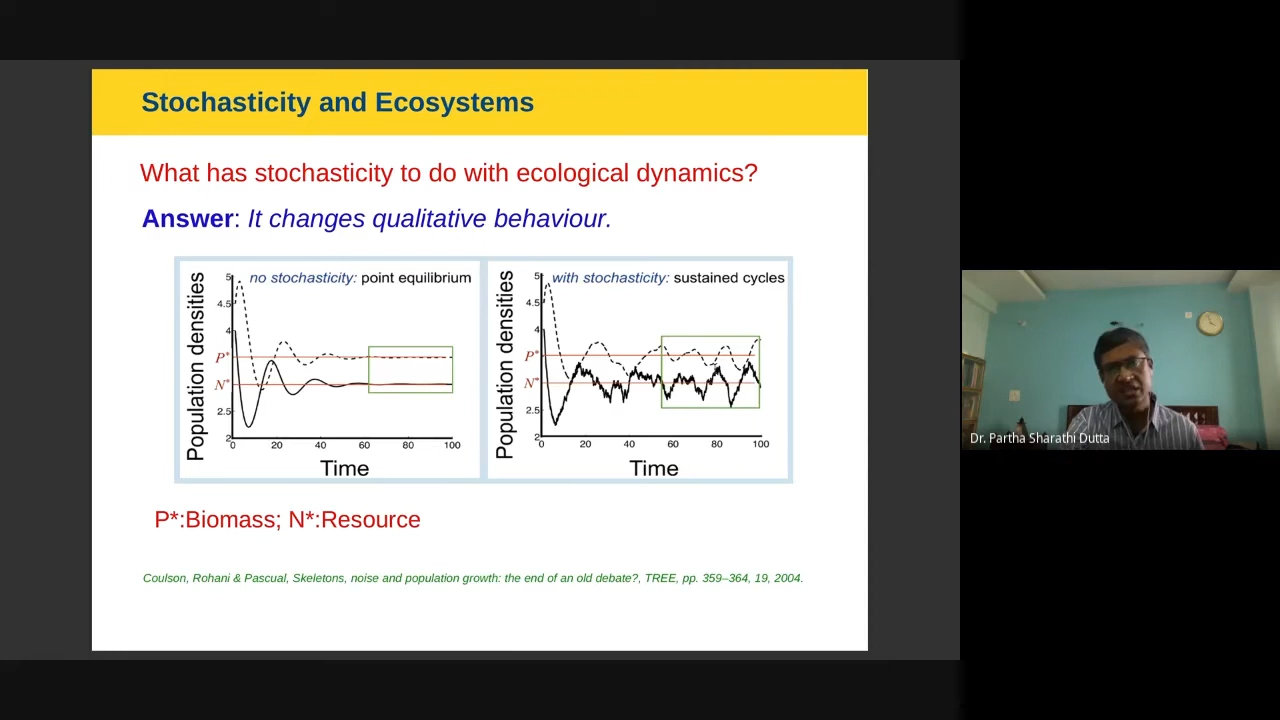 Stochasticity and Ecosystems
What has stochasticity to do with ecological dynamics?
Answer: It changes qualitative behaviour.
no stochasticity: point equilibrium
Population densities
5
4.5
4
P*
N*
2.5
2
0 20 40 60 80 100
Time
with stochasticity: sustained cycles
Population densities
5
4.5
4
P*
N*
2.5
2
0 20 40 60 80 100
Time
P*:Biomass; N*:Resource
Coulson, Rohani & Pascual, Skeletons, noise and population growth: the end of an old debate?, TREE, pp. 359–364, 19, 2004.
Dr. Partha Sharathi Dutta